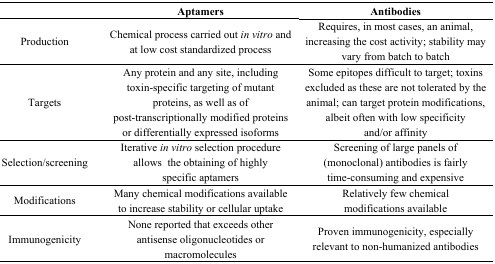 Aptamers Antibodies
Production
Chemical process carried out in vitro and
at low cost standardized process
Requires, in most cases, an animal,
increasing the cost activity; stability may
vary from batch to batch
Targets
Any protein and any site, including
toxin-specific targeting of mutant
proteins, as well as of
post-transcriptionally modified proteins
or differentially expressed isoforms
Some epitopes difficult to target; toxins
excluded as these are not tolerated by the
animal; can target protein modifications,
albeit often with low specificity
and/or affinity
Selection/screening
Iterative in vitro selection procedure
allows the obtaining of highly
specific aptamers
Screening of large panels of
(monoclonal) antibodies is fairly
time-consuming and expensive
Modifications
Many chemical modifications available
to increase stability or cellular uptake
Relatively few chemical
modifications available
Immunogenicity
None reported that exceeds other
antisense oligonucleotides or
macromolecules
Proven immunogenicity, especially
relevant to non-humanized antibodies